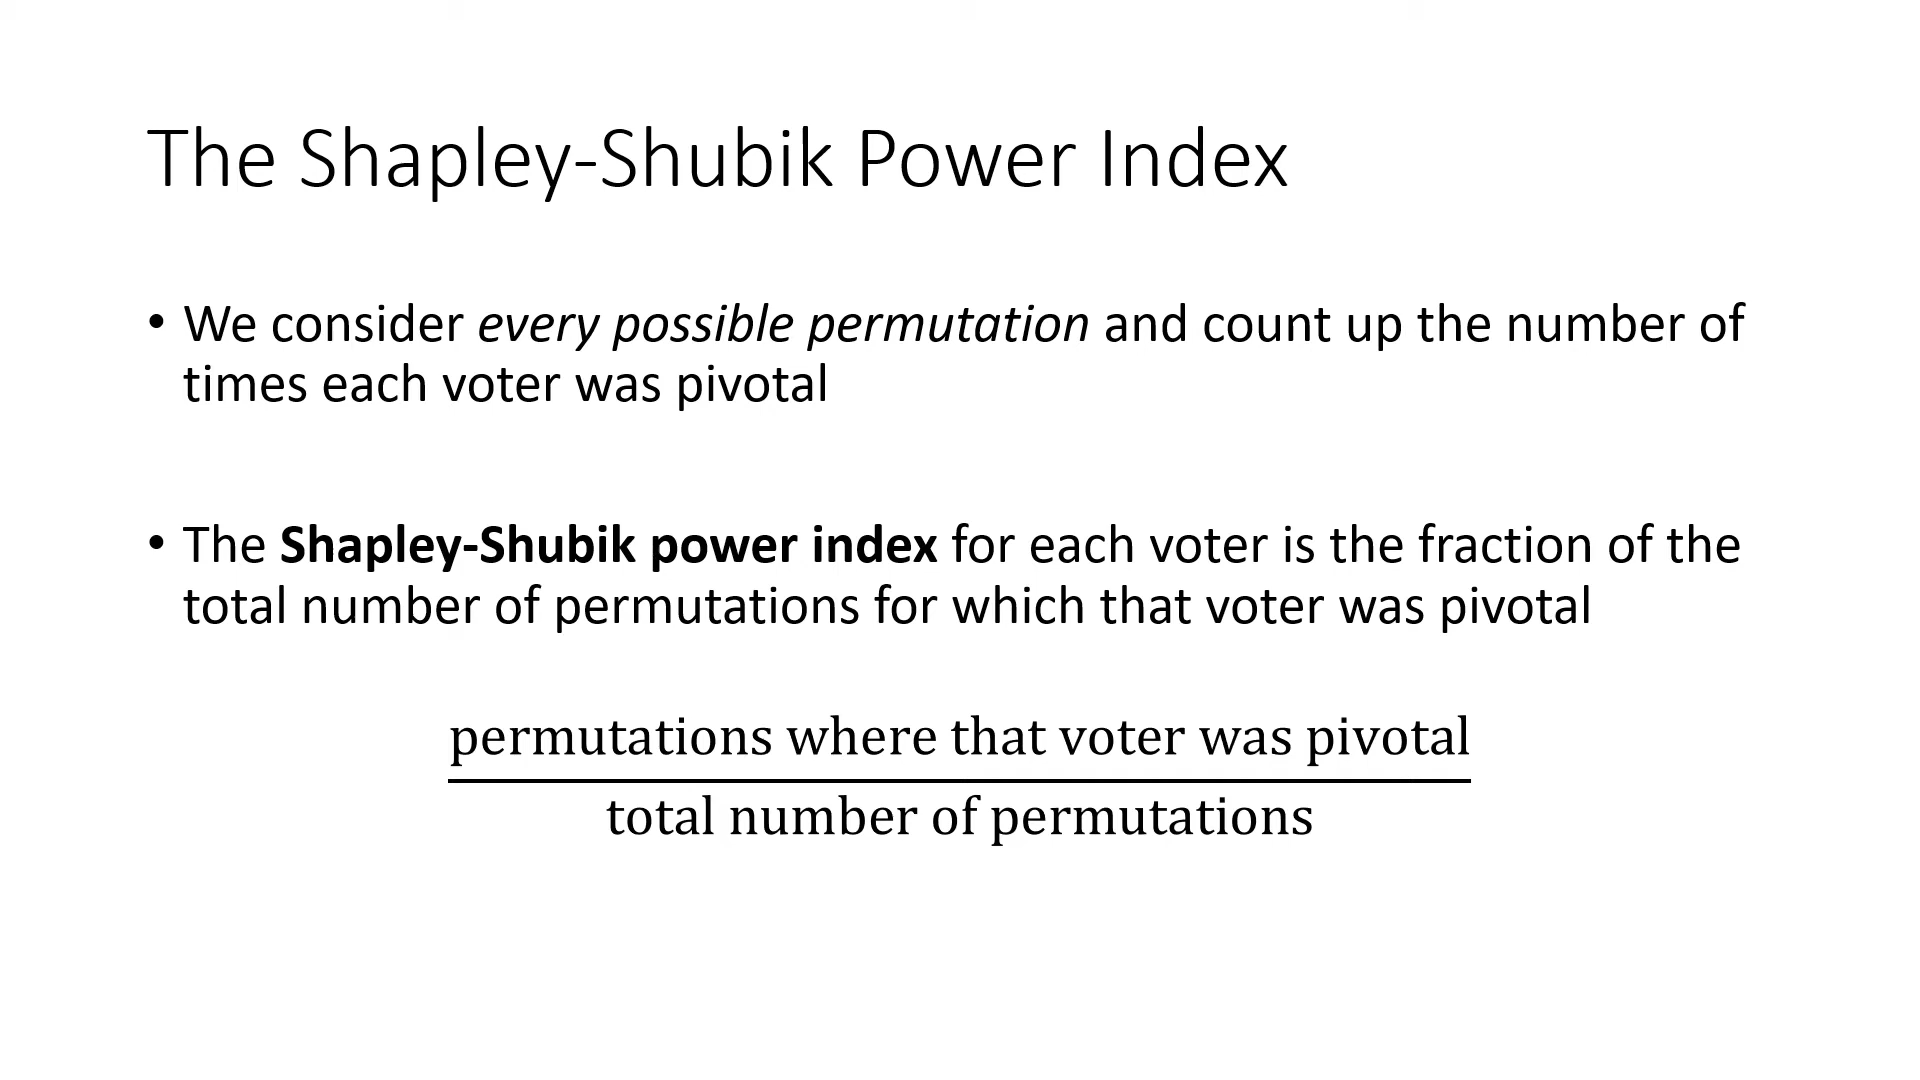 The Shapley-Shubik Power Index
• We consider every possible permutation and count up the number of
times each voter was pivotal
• The Shapley-Shubik power index for each voter is the fraction of the
total number of permutations for which that voter was pivotal
permutations where that voter was pivotal
total number of permutations